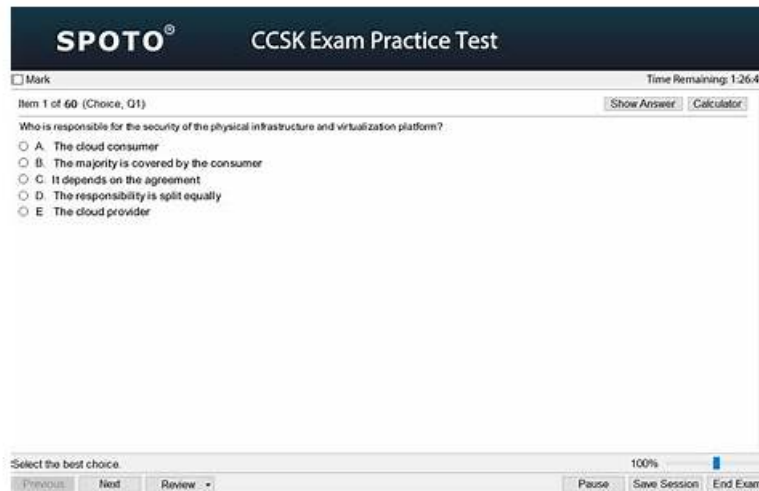 SPOTO® CCSK Exam Practice Test
Mark Time Remaining: 1:26:4
Item 1 of 60 (Choice, Q1) Show Answer Calculator
Who is responsible for the security of the physical infrastructure and virtualization platform?
A. The cloud consumer
B. The majority is covered by the consumer
C. It depends on the agreement
D. The responsibility is split equally
E The cloud provider
Select the best choice. 100%
Previous Next Review Pause Save Session End Exam